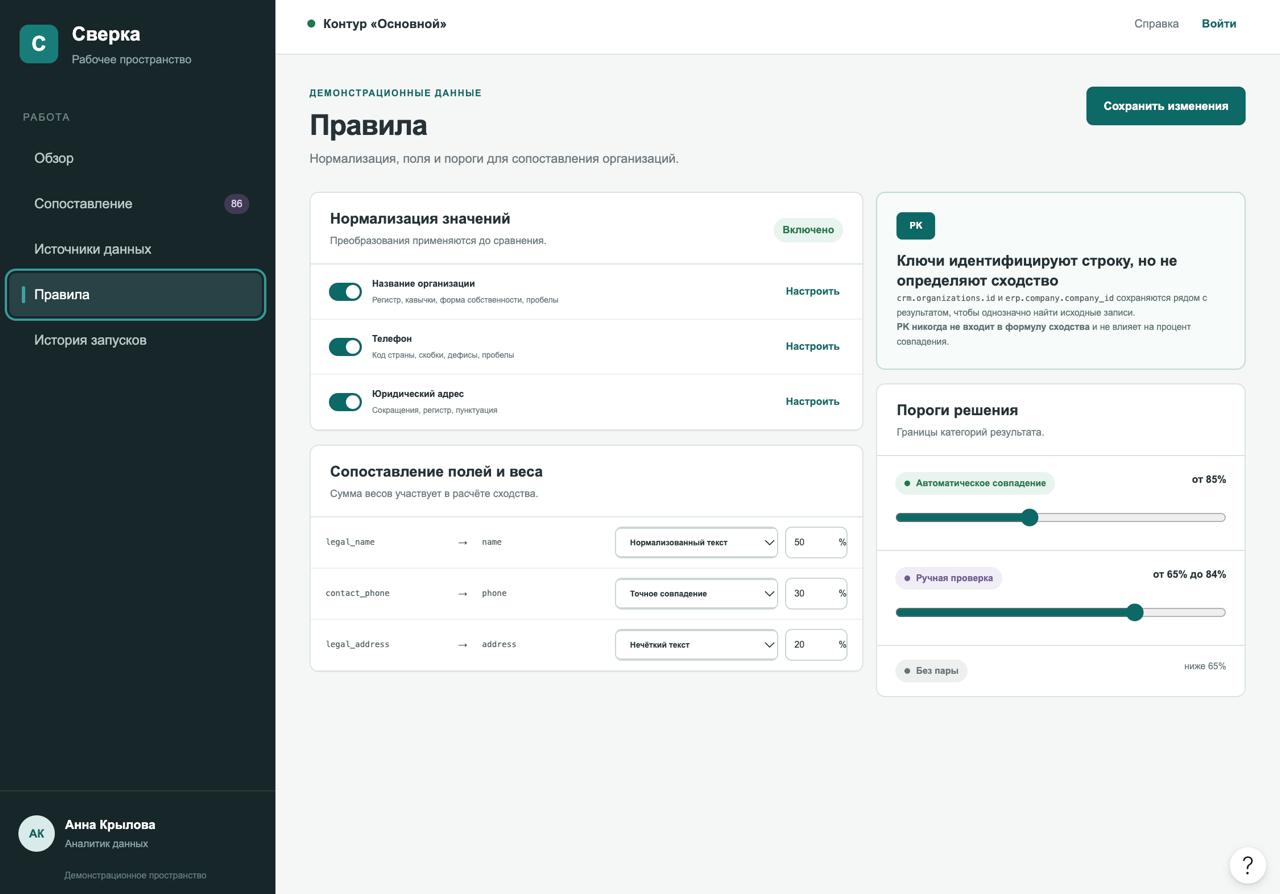 С
Сверка
Рабочее пространство
РАБОТА
Обзор
Сопоставление
86
Источники данных
Правила
История запусков
АК
Анна Крылова
Аналитик данных
Демонстрационное пространство
Контур «Основной»
Справка
Войти
ДЕМОНСТРАЦИОННЫЕ ДАННЫЕ
Правила
Нормализация, поля и пороги для сопоставления организаций.
Сохранить изменения
Нормализация значений
Преобразования применяются до сравнения.
Включено
Название организации
Регистр, кавычки, форма собственности, пробелы
Настроить
Телефон
Код страны, скобки, дефисы, пробелы
Настроить
Юридический адрес
Сокращения, регистр, пунктуация
Настроить
Сопоставление полей и веса
Сумма весов участвует в расчёте сходства.
legal_name → name Нормализованный текст 50 %
contact_phone → phone Точное совпадение 30 %
legal_address → address Нечёткий текст 20 %
PK
Ключи идентифицируют строку, но не
определяют сходство
crm.organizations.id и erp.company.company_id сохраняются рядом с
результатом, чтобы однозначно найти исходные записи.
PK никогда не входит в формулу сходства и не влияет на процент
совпадения.
Пороги решения
Границы категорий результата.
Автоматическое совпадение
от 85%
Ручная проверка
от 65% до 84%
Без пары
ниже 65%
?